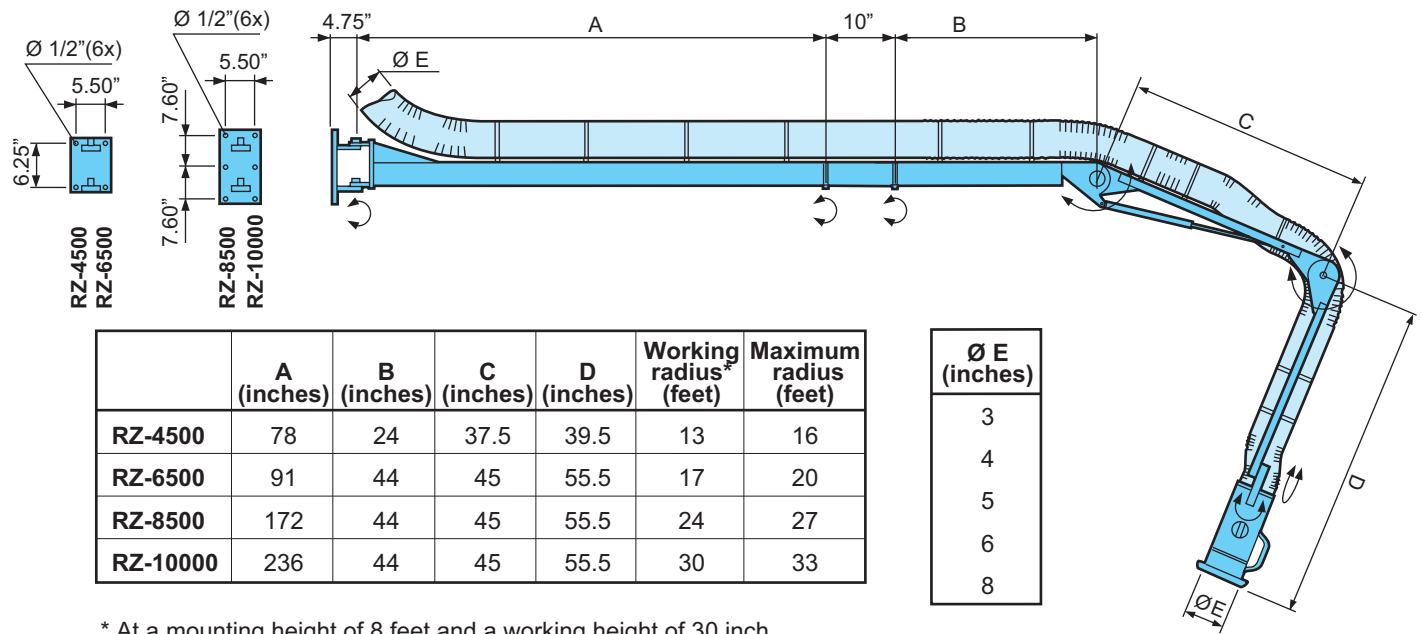 Ø 1/2”(6x)
5.50”
6.25”
RZ-4500
RZ-6500
Ø 1/2”(6x)
5.50”
7.60”
7.60”
RZ-8500
RZ-10000
4.75”
A
10”
B
Ø E
C
D
ØE
A (inches) B (inches) C (inches) D (inches) Working radius* (feet) Maximum radius (feet)
RZ-4500 78 24 37.5 39.5 13 16
RZ-6500 91 44 45 55.5 17 20
RZ-8500 172 44 45 55.5 24 27
RZ-10000 236 44 45 55.5 30 33
Ø E
(inches)
3
4
5
6
8
* At a mounting height of 8 feet and a working height of 30 inch